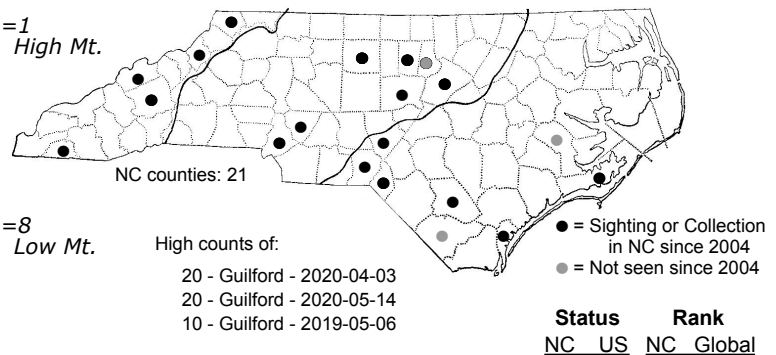 =1
High Mt.
NC counties: 21
=8
Low Mt.
High counts of:
20 - Guilford - 2020-04-03
20 - Guilford - 2020-05-14
10 - Guilford - 2019-05-06
= Sighting or Collection
in NC since 2004
= Not seen since 2004
Status Rank
NC US NC Global